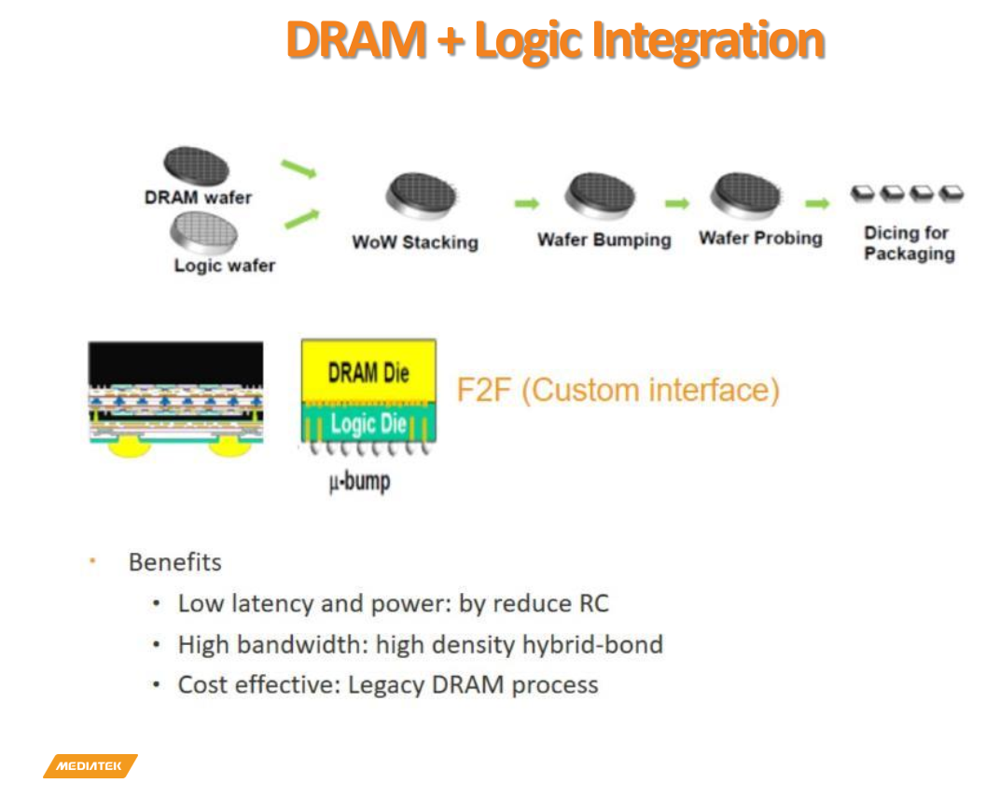 DRAM + Logic Integration
DRAM wafer
Logic wafer
WoW Stacking
Wafer Bumping
Wafer Probing
Dicing for
Packaging
DRAM Die
Logic Die
μ-bump
F2F (Custom interface)
• Benefits
• Low latency and power: by reduce RC
• High bandwidth: high density hybrid-bond
• Cost effective: Legacy DRAM process
MEDIATEK